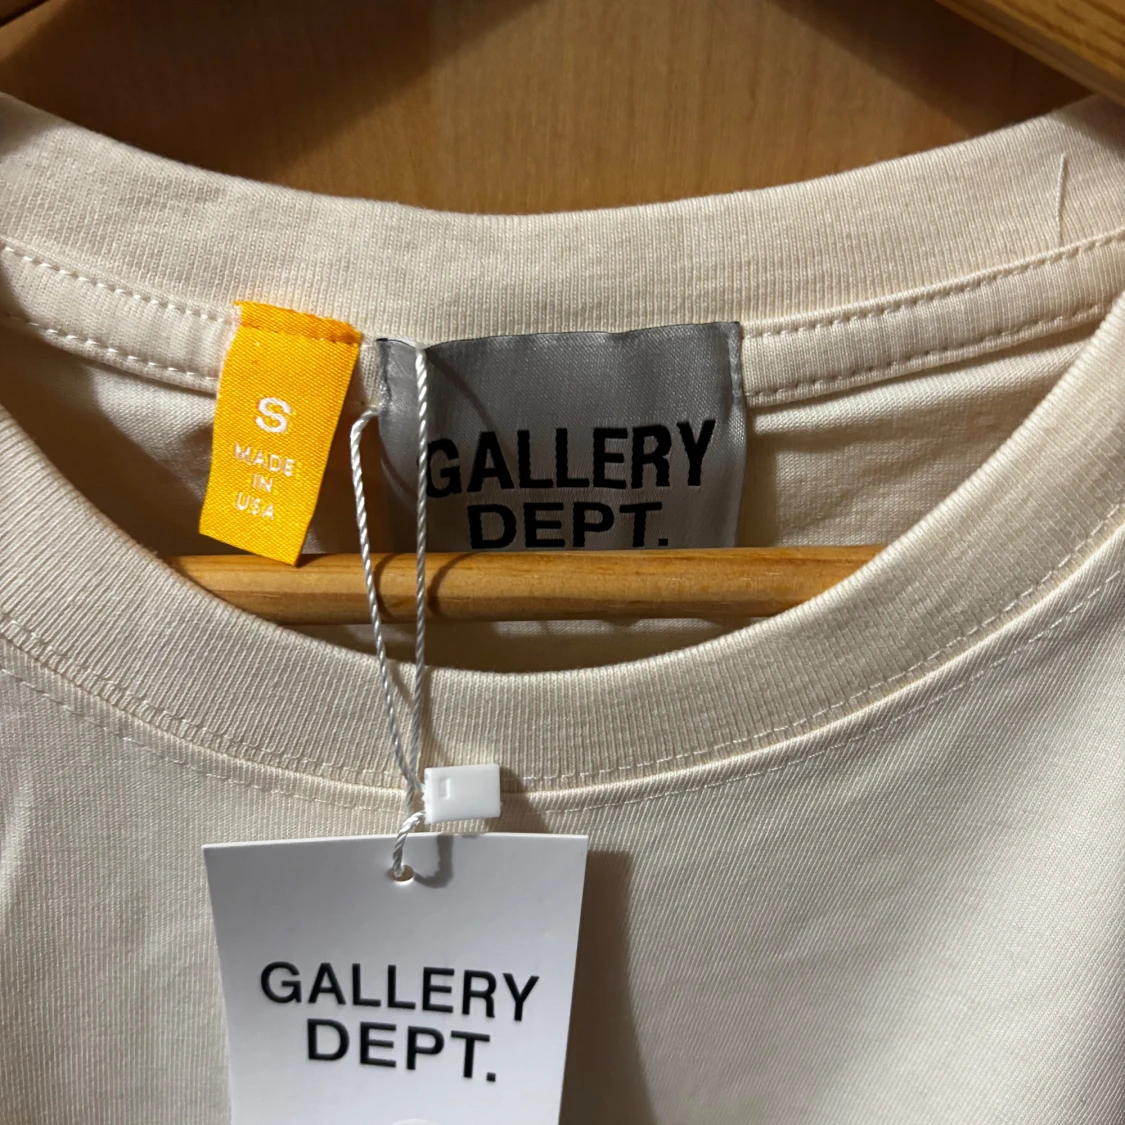 S
MADE
IN
USA
GALLERY
DEPT.
GALLERY
DEPT.